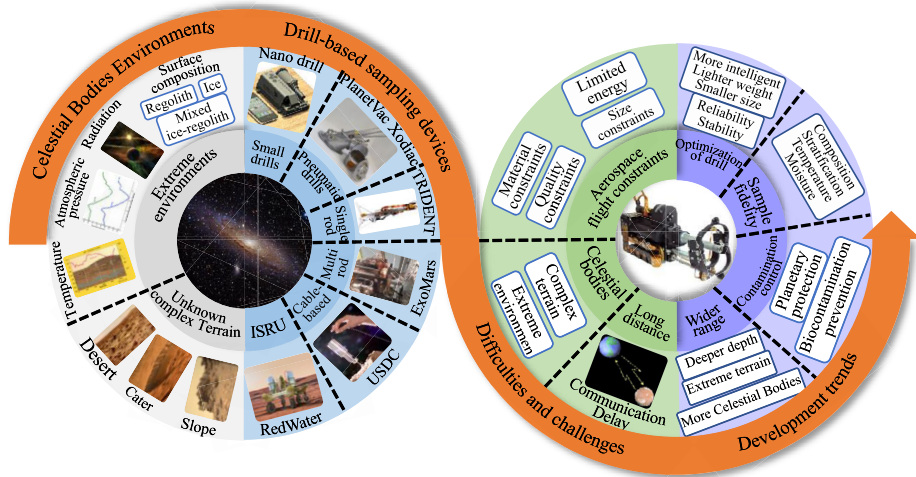 Celestial Bodies Environments
Drill-based sampling devices
Surface
composition
Regolith
Ice
Mixed
ice-regolith
Radiation
Atmospheric
pressure
Temperature
Extreme
environments
Unknown
complex Terrain
Desert
Cater
Slope
Nano drill
Small
drills
PlanetVac Xodiac
Pneumatic
drills
TRIDENT
Single
rod
ExoMars
Multi
rod
USDC
Cable-
based
RedWater
ISRU
Difficulties and challenges
Development trends
Limited
energy
Size
constraints
Material
constraints
Quality
constraints
Aerospace
flight constraints
Celestial
bodies
Complex
terrain
Extreme
environmen
Long
distance
Communication
Delay
More intelligent
Lighter weight
Smaller size
Reliability
Stability
Optimization
of drill
Sample
fidelity
Composition
Stratification
Temperature
Moisture
Contamination
control
Planetary
protection
Biocontamination
prevention
Wider
range
Deeper depth
Extreme terrain
More Celestial Bodies